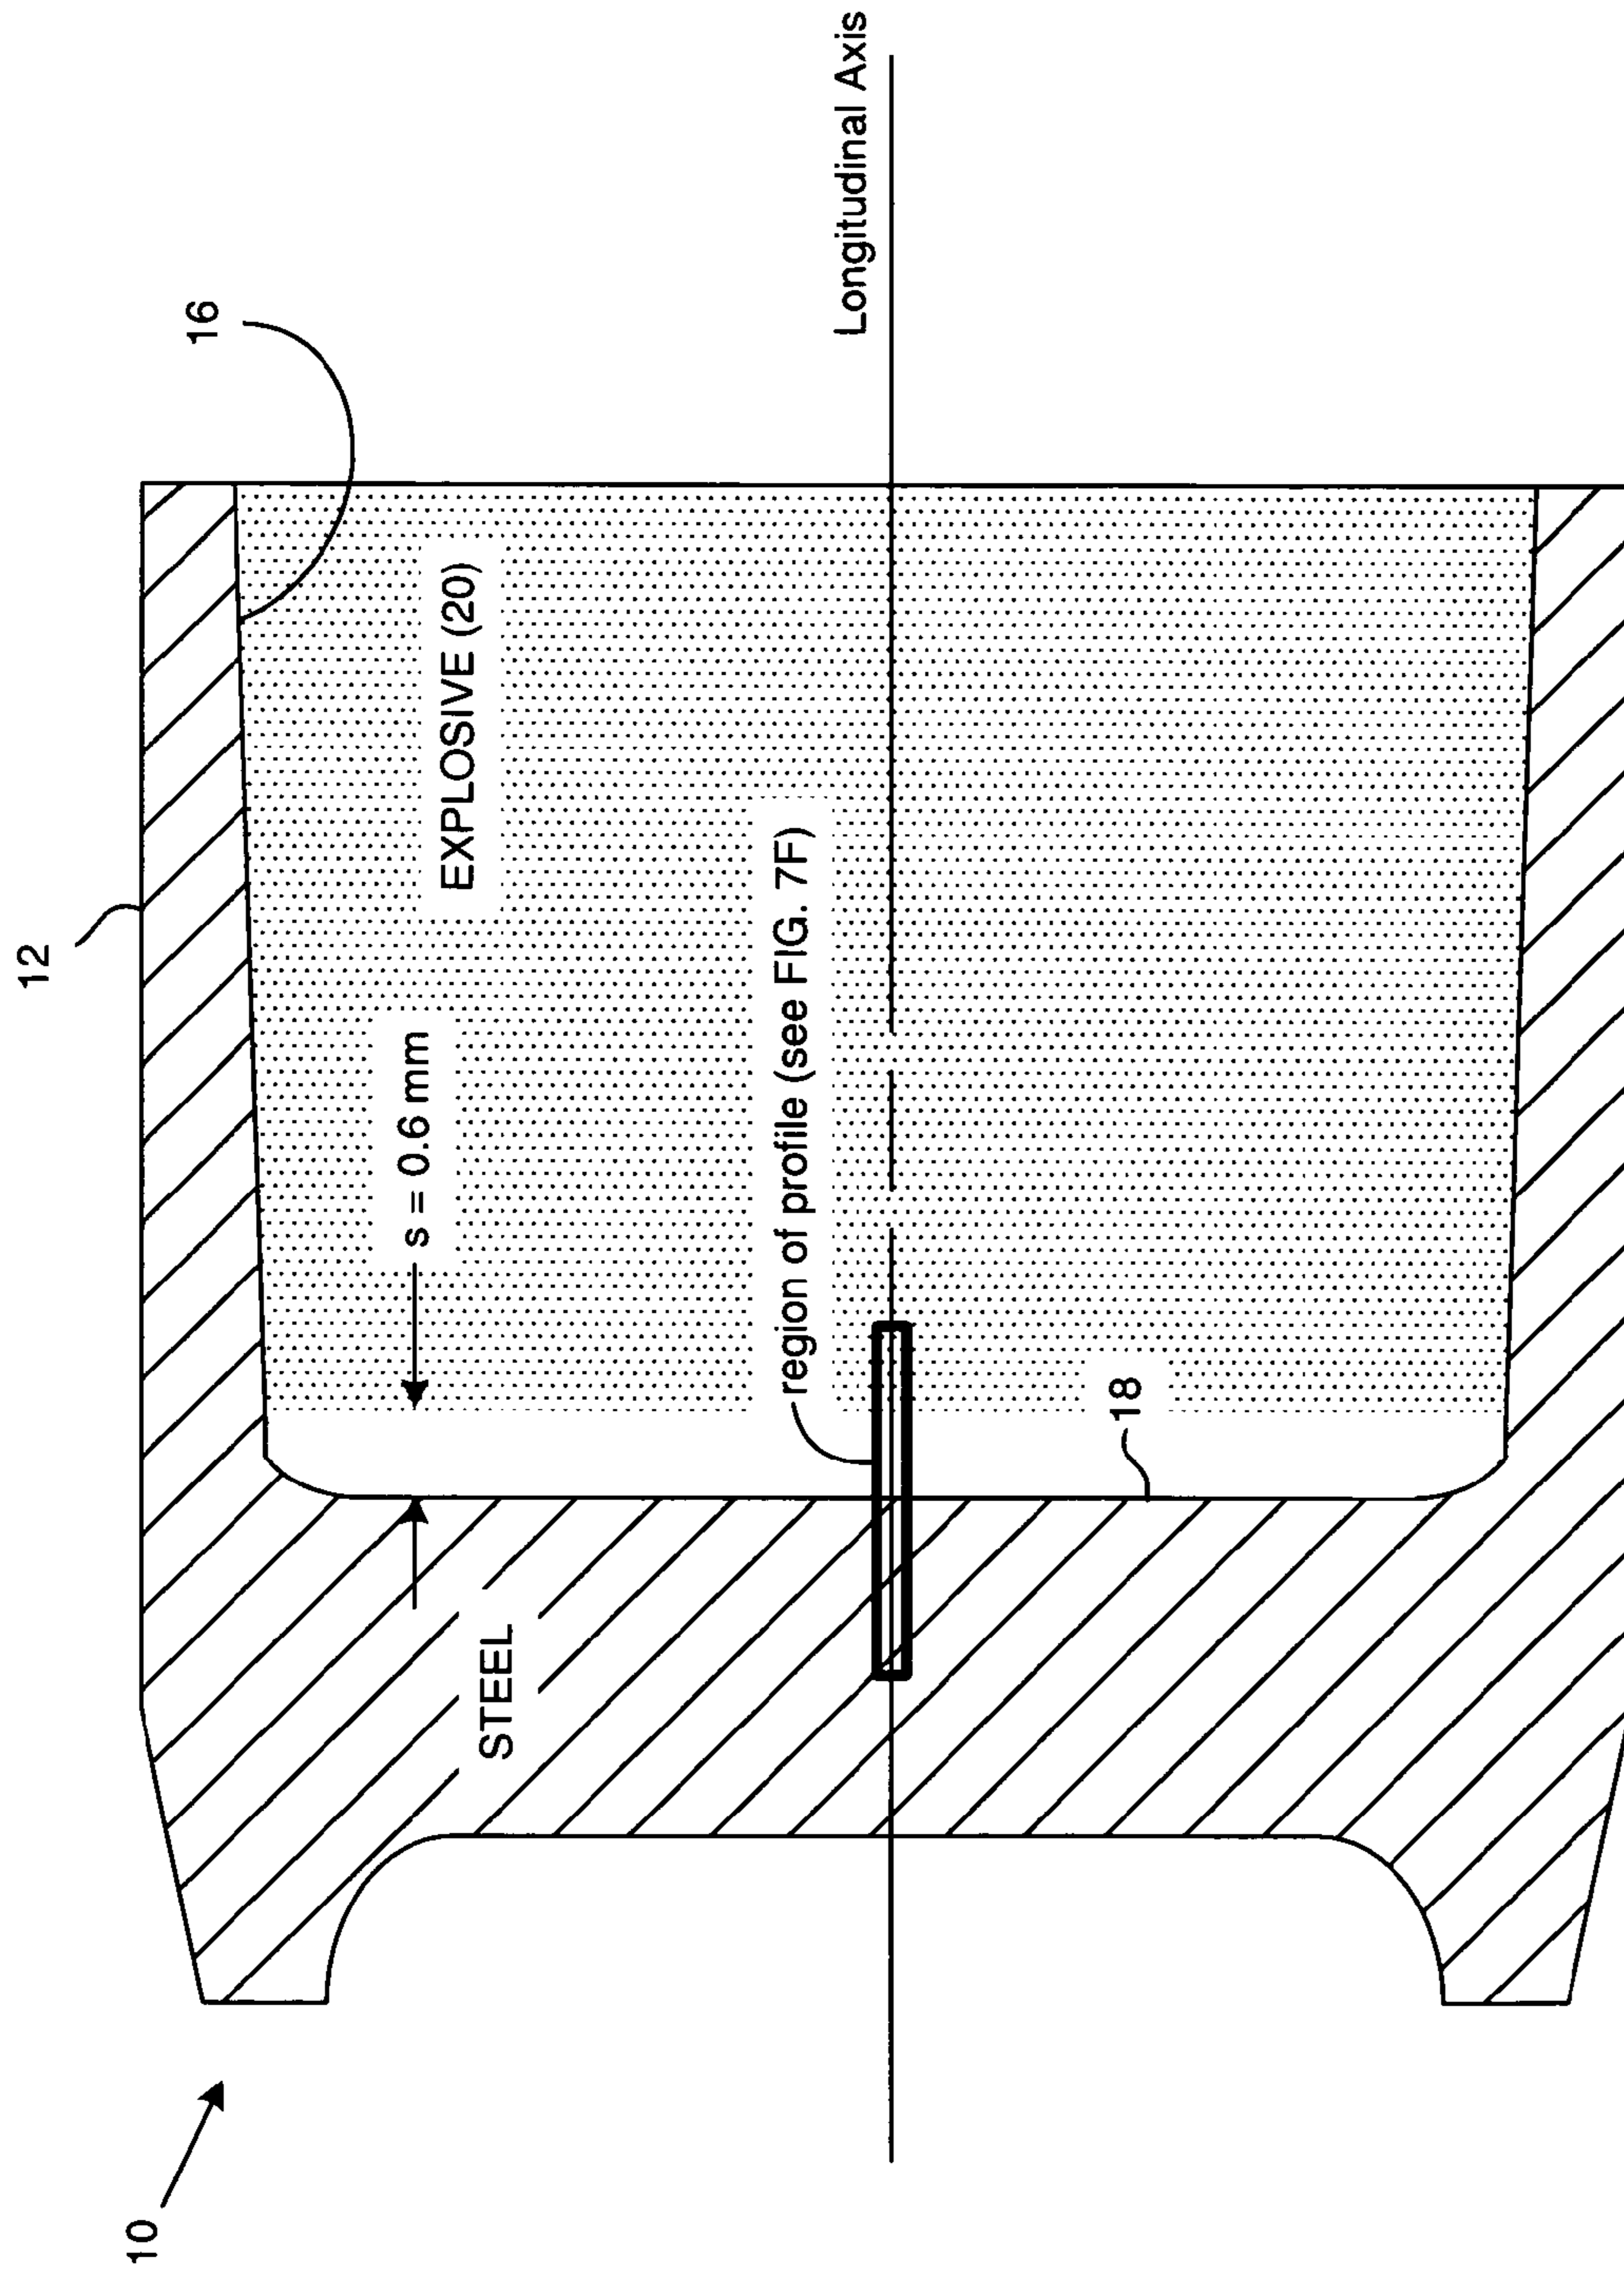 12
16
EXPLOSIVE (20)
s = 0.6 mm
STEEL
region of profile (see FIG. 7F)
Longitudinal Axis
18
10